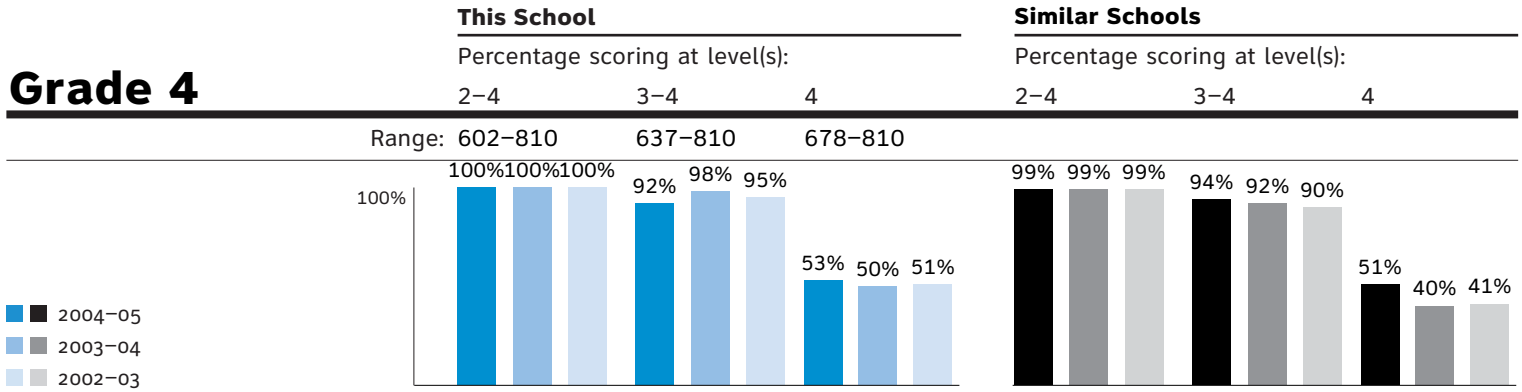 This School Similar Schools
Percentage scoring at level(s): Percentage scoring at level(s):
Grade 4 2–4 3–4 4 2–4 3–4 4
Range: 602–810 637–810 678–810
100% 100% 100% 92% 98% 95% 53% 50% 51% 99% 99% 99% 94% 92% 90% 51% 40% 41%
100%
2004–05
2003–04
2002–03